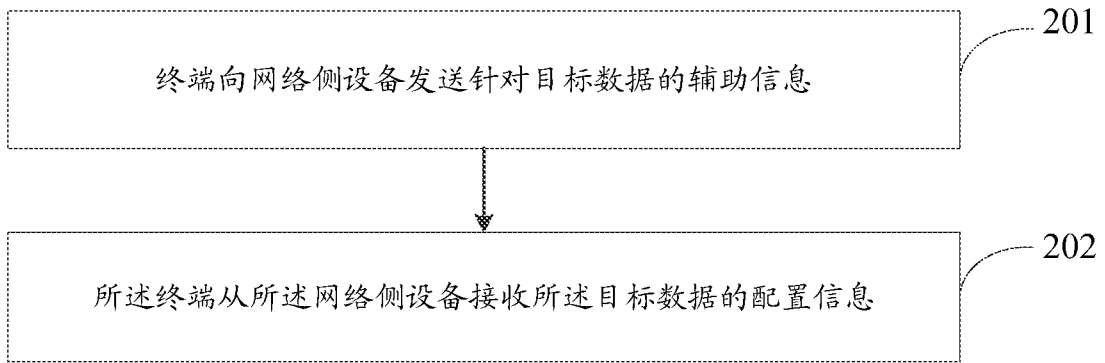 201
终端向网络侧设备发送针对目标数据的辅助信息
202
所述终端从所述网络侧设备接收所述目标数据的配置信息